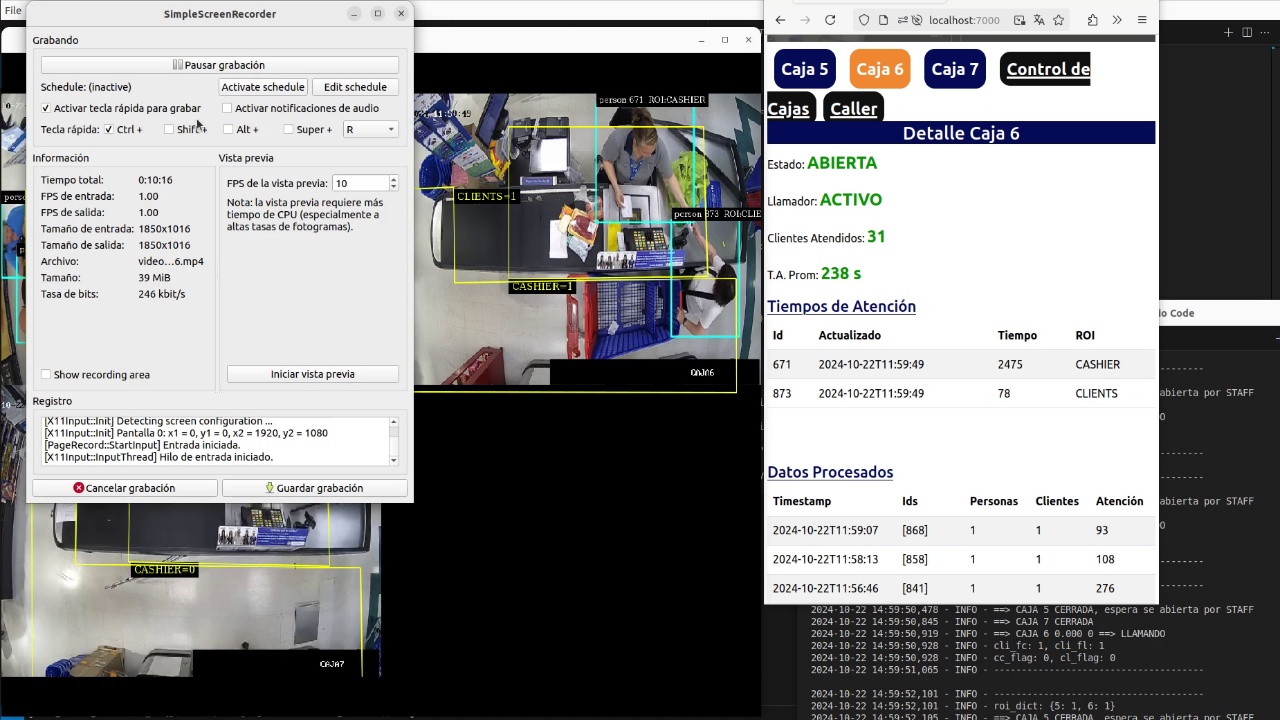 File
SimpleScreenRecorder
Grabado
Pausar grabación
Schedule: (inactive)
Activate schedule
Edit schedule
Activar tecla rápida para grabar
Activar notificaciones de sonido
Tecla rápida:
Ctrl +
Shift +
Alt +
Super +
R
Información
Tiempo total: 0:10:16
FPS de entrada: 1.00
FPS de salida: 1.00
Tamaño de entrada: 1850x1016
Tamaño de salida: 1850x1016
Archivo: video...6.mp4
Tamaño: 39 MiB
Tasa de bits: 246 kbit/s
Show recording area
Vista previa
FPS de la vista previa: 10
Nota: la vista previa requiere más
tiempo de CPU (especialmente a
altas tasa de fotogramas).
Iniciar vista previa
Registro
[X11Input::Init] Detecting screen configuration ...
[X11Input::Init] Pantalla 0: x1 = 0, y1 = 0, x2 = 1920, y2 = 1080
[PageRecord::StartInput] Entrada iniciada.
[X11Input::InputThread] Hilo de entrada iniciado.
Cancelar grabación
Guardar grabación
person 671 ROI:CASHIER
CLIENTS=1
person 873 ROI:CLIE
CASHIER=1
CAJA6
CASHIER=0
CAJA7
localhost:7000
Caja 5
Caja 6
Caja 7
Control de
Cajas
Caller
Detalle Caja 6
Estado: ABIERTA
Llamador: ACTIVO
Clientes Atendidos: 31
T.A. Prom: 238 s
Tiempos de Atención
Id Actualizado Tiempo ROI
671 2024-10-22T11:59:49 2475 CASHIER
873 2024-10-22T11:59:49 78 CLIENTS
Datos Procesados
Timestamp Ids Personas Clientes Atención
2024-10-22T11:59:07 [868] 1 1 93
2024-10-22T11:58:13 [858] 1 1 108
2024-10-22T11:56:46 [841] 1 1 276
o Code
--------
abierta por STAFF
O
--------
--------
abierta por STAFF
O
--------
--------
2024-10-22 14:59:50,478 - INFO - ==> CAJA 5 CERRADA, espera se abierta por STAFF
2024-10-22 14:59:50,845 - INFO - ==> CAJA 7 CERRADA
2024-10-22 14:59:50,919 - INFO - ==> CAJA 6 0.000 0 ==> LLAMANDO
2024-10-22 14:59:50,928 - INFO - cli_fc: 1, cli_fl: 1
2024-10-22 14:59:50,928 - INFO - cc_flag: 0, cl_flag: 0
2024-10-22 14:59:51,065 - INFO - -----------------------------------
2024-10-22 14:59:52,101 - INFO - -----------------------------------
2024-10-22 14:59:52,101 - INFO - roi_dict: {5: 1, 6: 1}
2024-10-22 14:59:52,105 - INFO - ==> CAJA 5 CERRADA, espera se abierta por STAFF